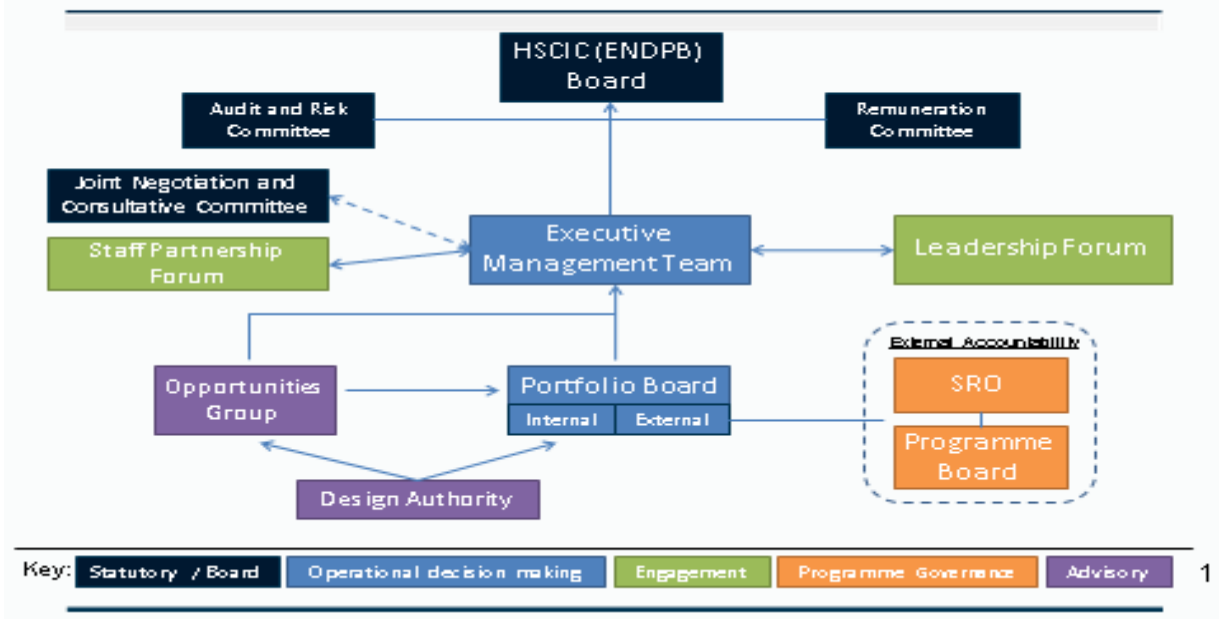 HSCIC (ENDPB)
Board
Audit and Risk
Committee
Remuneration
Committee
Joint Negotiation and
Consultative Committee
Staff Partnership
Forum
Executive
Management Team
Leadership Forum
External Accountability
Opportunities
Group
Portfolio Board
Internal
External
SRO
Programme
Board
Design Authority
Key:
Statutory / Board
Operational decision making
Engagement
Programme Governance
Advisory
1